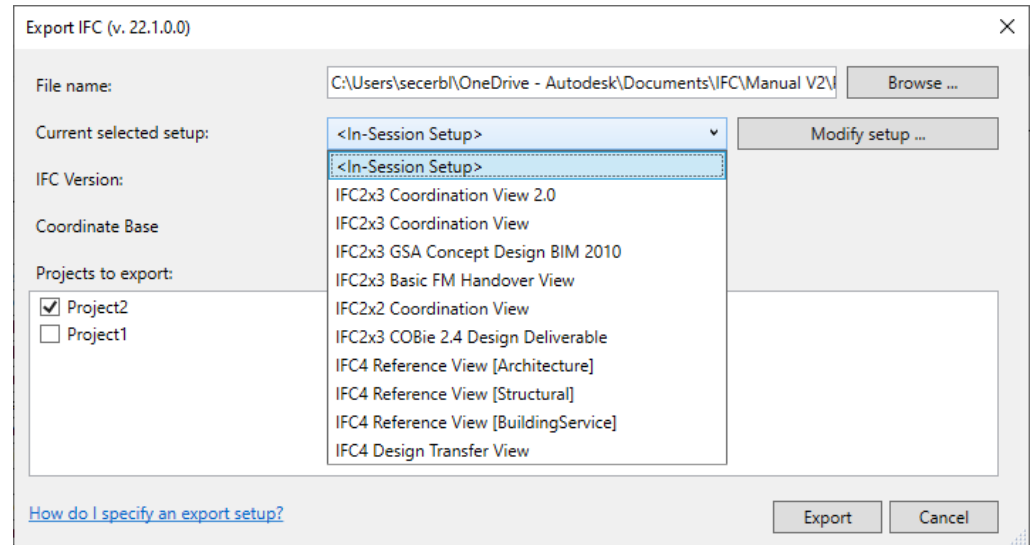 Export IFC (v. 22.1.0.0)
File name:
C:\Users\secerbl\OneDrive - Autodesk\Documents\IFC\Manual V2\
Browse ...
Current selected setup:
<In-Session Setup>
Modify setup ...
<In-Session Setup>
IFC Version:
IFC2x3 Coordination View 2.0
IFC2x3 Coordination View
Coordinate Base
IFC2x3 GSA Concept Design BIM 2010
Projects to export:
IFC2x3 Basic FM Handover View
Project2
IFC2x2 Coordination View
Project1
IFC2x3 COBie 2.4 Design Deliverable
IFC4 Reference View [Architecture]
IFC4 Reference View [Structural]
IFC4 Reference View [BuildingService]
IFC4 Design Transfer View
How do I specify an export setup?
Export
Cancel